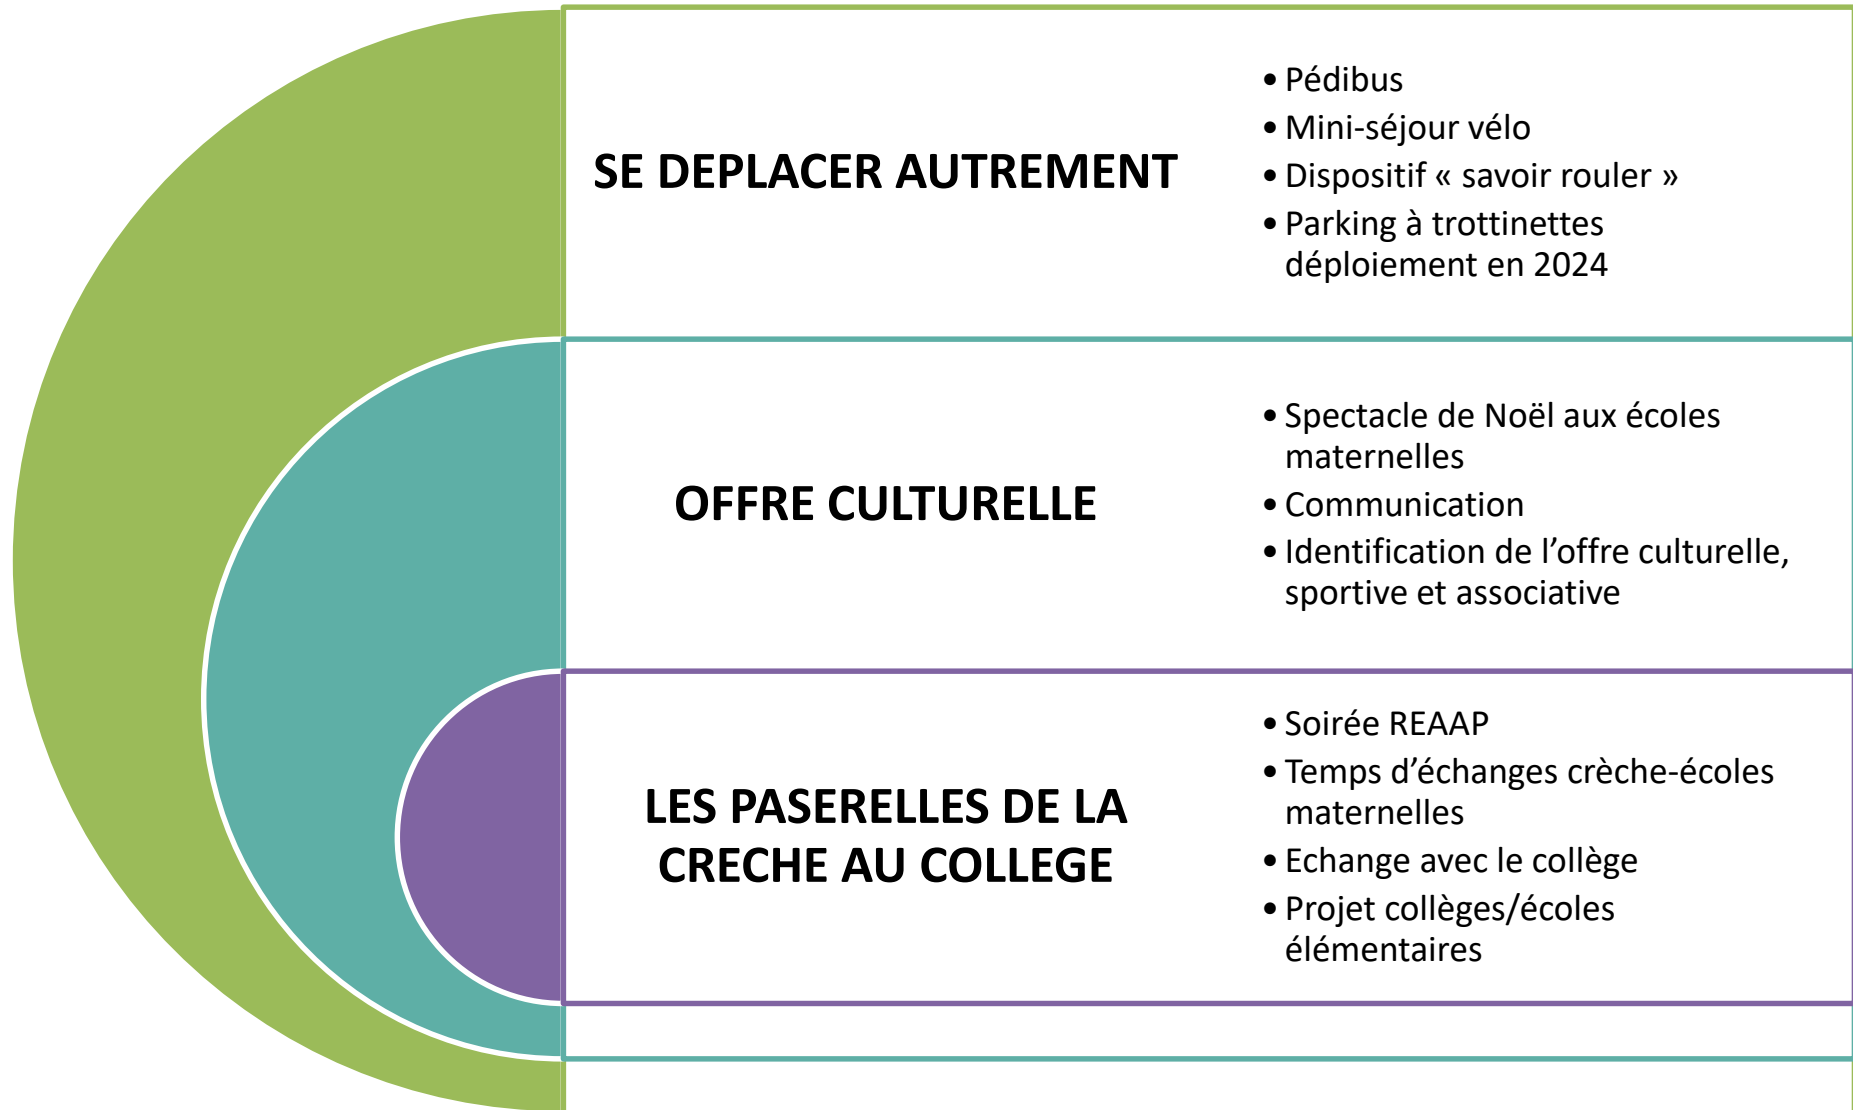 SE DEPLACER AUTREMENT
• Pédibus
• Mini-séjour vélo
• Dispositif « savoir rouler »
• Parking à trottinettes
déploiement en 2024
OFFRE CULTURELLE
• Spectacle de Noël aux écoles
maternelles
• Communication
• Identification de l’offre culturelle,
sportive et associative
LES PASERELLES DE LA
CRECHE AU COLLEGE
• Soirée REAAP
• Temps d’échanges crèche-écoles
maternelles
• Echange avec le collège
• Projet collèges/écoles
élémentaires